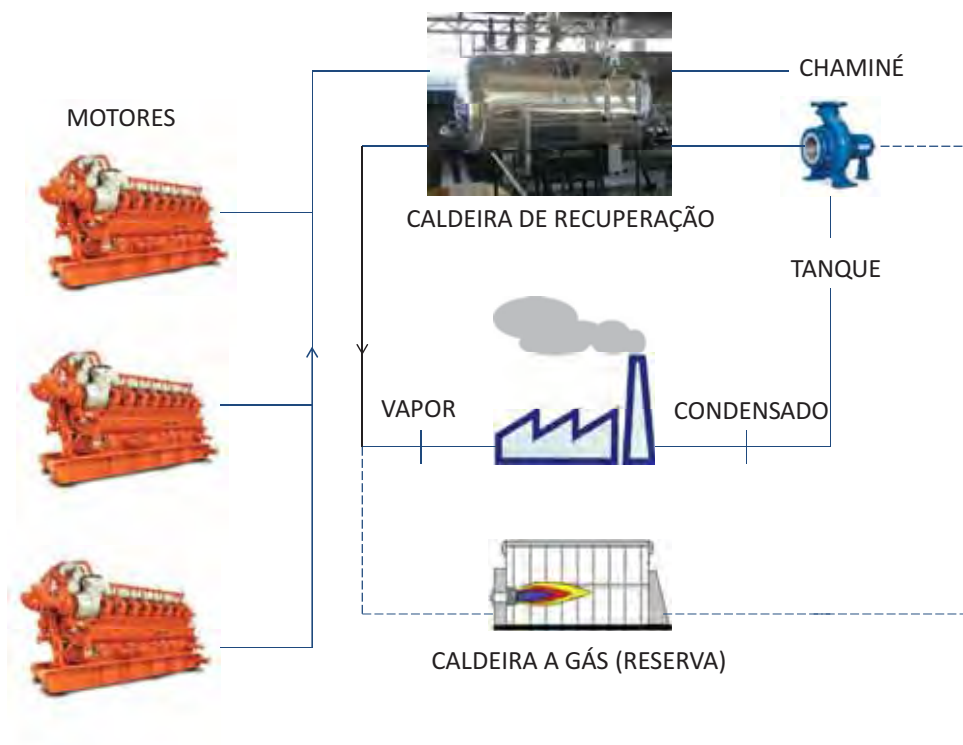 CHAMINÉ
MOTORES
CALDEIRA DE RECUPERAÇÃO
TANQUE
VAPOR
CONDENSADO
CALDEIRA A GÁS (RESERVA)